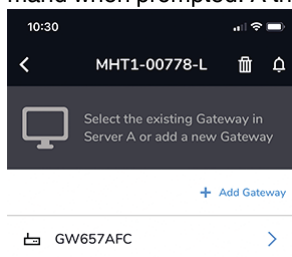 mand when prompted. A th
10:30
MHT1-00778-L
Select the existing Gateway in
Server A or add a new Gateway
+ Add Gateway
GW657AFC